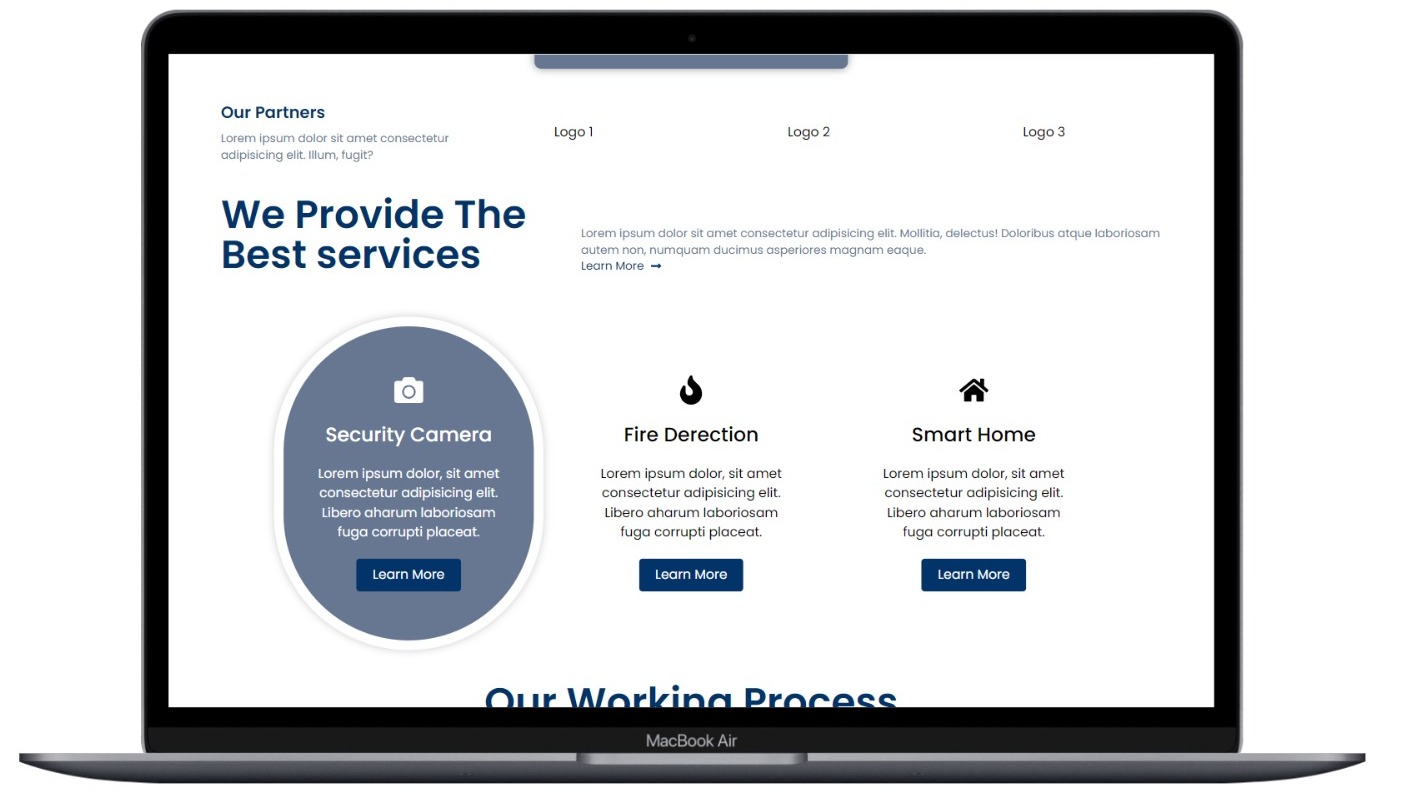 Our Partners
Lorem ipsum dolor sit amet consectetur
adipisicing elit. Illum, fugit?
Logo 1
Logo 2
Logo 3
We Provide The
Best services
Lorem ipsum dolor sit amet consectetur adipisicing elit. Mollitia, delectus! Doloribus atque laboriosam
autem non, numquam ducimus asperiores magnam eaque.
Learn More
Security Camera
Lorem ipsum dolor, sit amet
consectetur adipisicing elit.
Libero aharum laboriosam
fuga corrupti placeat.
Learn More
Fire Derection
Lorem ipsum dolor, sit amet
consectetur adipisicing elit.
Libero aharum laboriosam
fuga corrupti placeat.
Learn More
Smart Home
Lorem ipsum dolor, sit amet
consectetur adipisicing elit.
Libero aharum laboriosam
fuga corrupti placeat.
Learn More
Our Working Process
MacBook Air